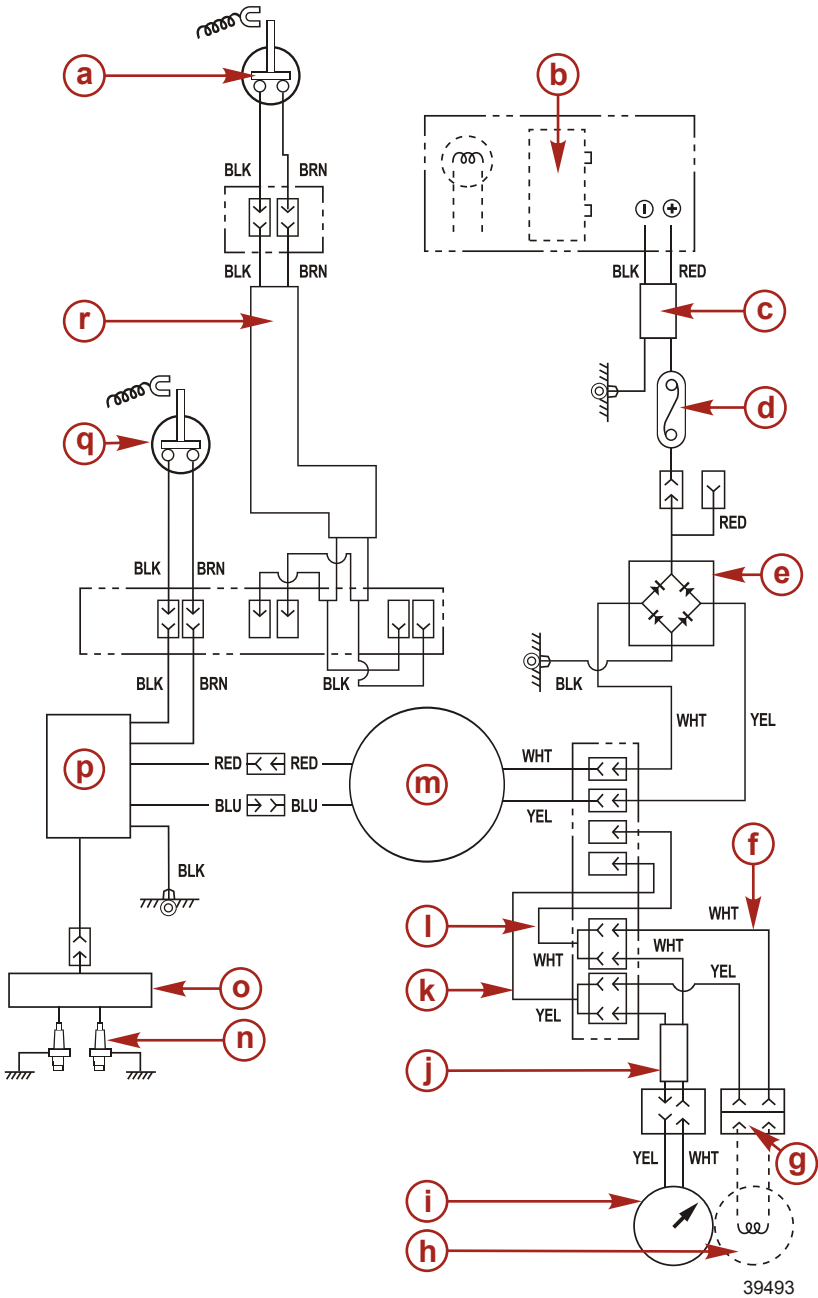 a
b
BLK BRN
BLK BRN
BLK RED
r
c
d
q
RED
BLK BRN
e
BLK BRN BLK
BLK
WHT YEL
p
RED RED
m
WHT
BLU BLU
YEL
BLK
f
WHT
l
WHT WHT
YEL
k
YEL
o
n
j
YEL WHT
g
i
h
39493